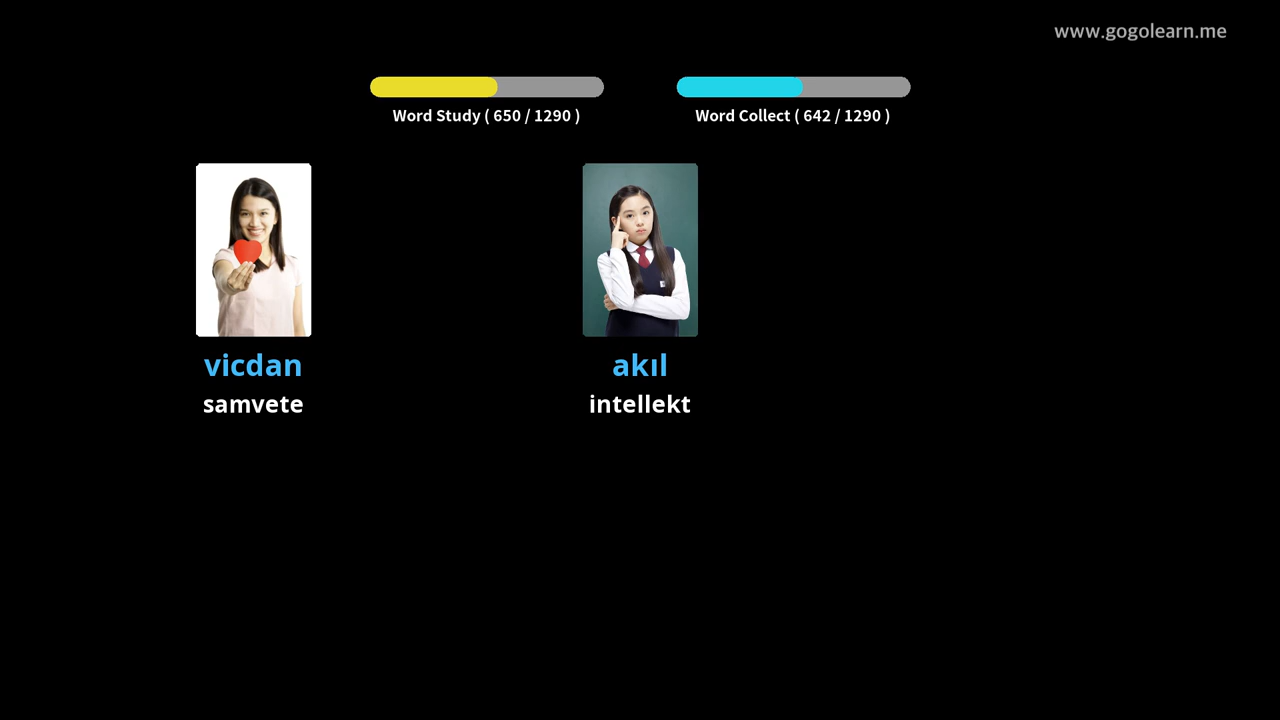 www.gogolearn.me
Word Study ( 650 / 1290 )
Word Collect ( 642 / 1290 )
vicdan
samvete
akıl
intellekt